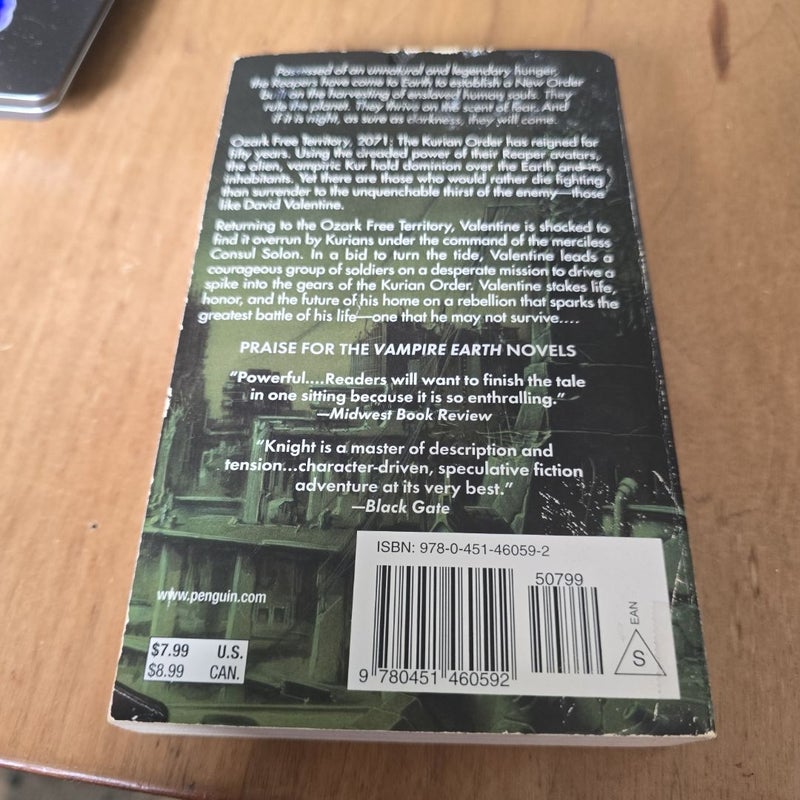 Possessed of an unnatural and legendary hunger,
the Reapers have come to Earth to establish a New Order
built on the harvesting of enslaved human souls. They
rule the planet. They thrive on the scent of fear. And
if it is night, as sure as darkness, they will come.
Ozark Free Territory, 2071: The Kurian Order has reigned for
fifty years. Using the dreaded power of their Reaper avatars,
the alien, vampiric Kur hold dominion over the Earth and its
inhabitants. Yet there are those who would rather die fighting
than surrender to the unquenchable thirst of the enemy—those
like David Valentine.
Returning to the Ozark Free Territory, Valentine is shocked to
find it overrun by Kurians under the command of the merciless
Consul Solon. In a bid to turn the tide, Valentine leads a
courageous group of soldiers on a desperate mission to drive a
spike into the gears of the Kurian Order. Valentine stakes life,
honor, and the future of his home on a rebellion that sparks the
greatest battle of his life—one that he may not survive....
PRAISE FOR THE VAMPIRE EARTH NOVELS
“Powerful....Readers will want to finish the tale
in one sitting because it is so enthralling.”
—Midwest Book Review
“Knight is a master of description and
tension...character-driven, speculative fiction
adventure at its very best.”
—Black Gate
ISBN: 978-0-451-46059-2
50799
EAN
S
9 780451 460592
www.penguin.com
$7.99 U.S.
$8.99 CAN.